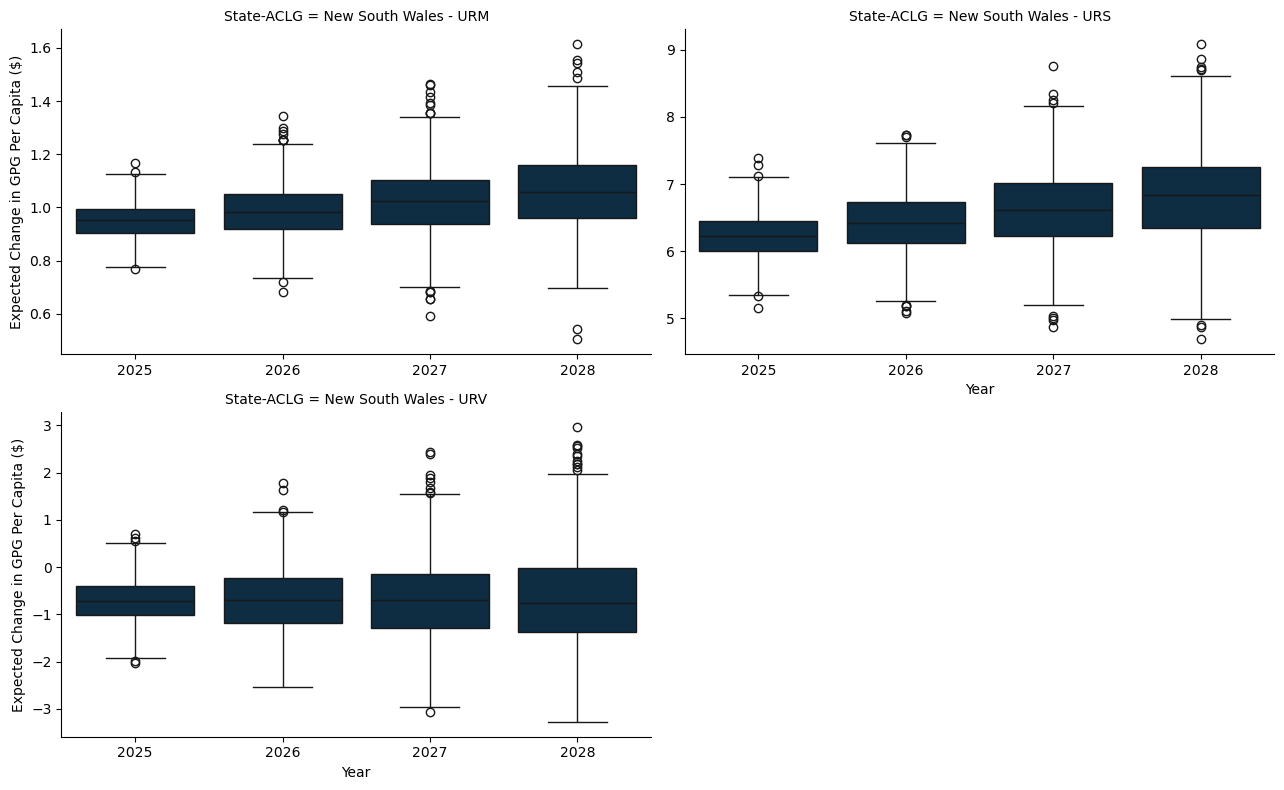 State-ACLG = New South Wales - URM
Expected Change in GPG Per Capita ($)
1.6
1.4
1.2
1.0
0.8
0.6
2025 2026 2027 2028
State-ACLG = New South Wales - URS
9
8
7
6
5
2025 2026 2027 2028
Year
State-ACLG = New South Wales - URV
Expected Change in GPG Per Capita ($)
3
2
1
0
−1
−2
−3
2025 2026 2027 2028
Year